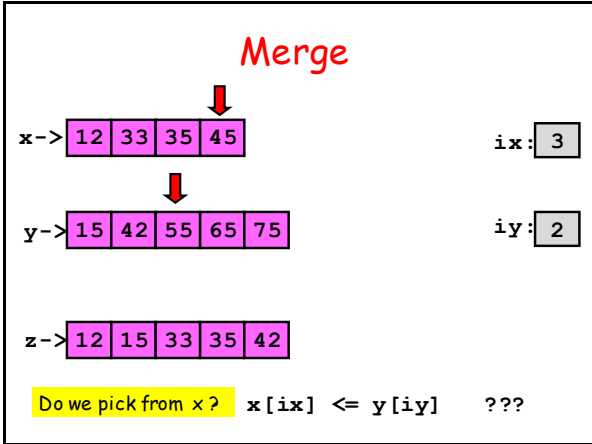 Merge
x-> 12 33 35 45 ix: 3
y-> 15 42 55 65 75 iy: 2
z-> 12 15 33 35 42
Do we pick from x ? x[ix] <= y[iy] ???